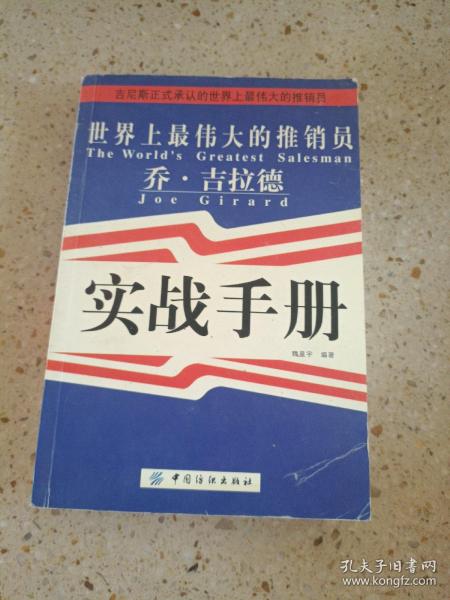 吉尼斯正式承认的世界上最伟大的推销员
世界上最伟大的推销员
The World's Greatest Salesman
乔·吉拉德
Joe Girard
实战手册
魏星宇 编著
中国纺织出版社
孔夫子旧书网
www.kongfz.com